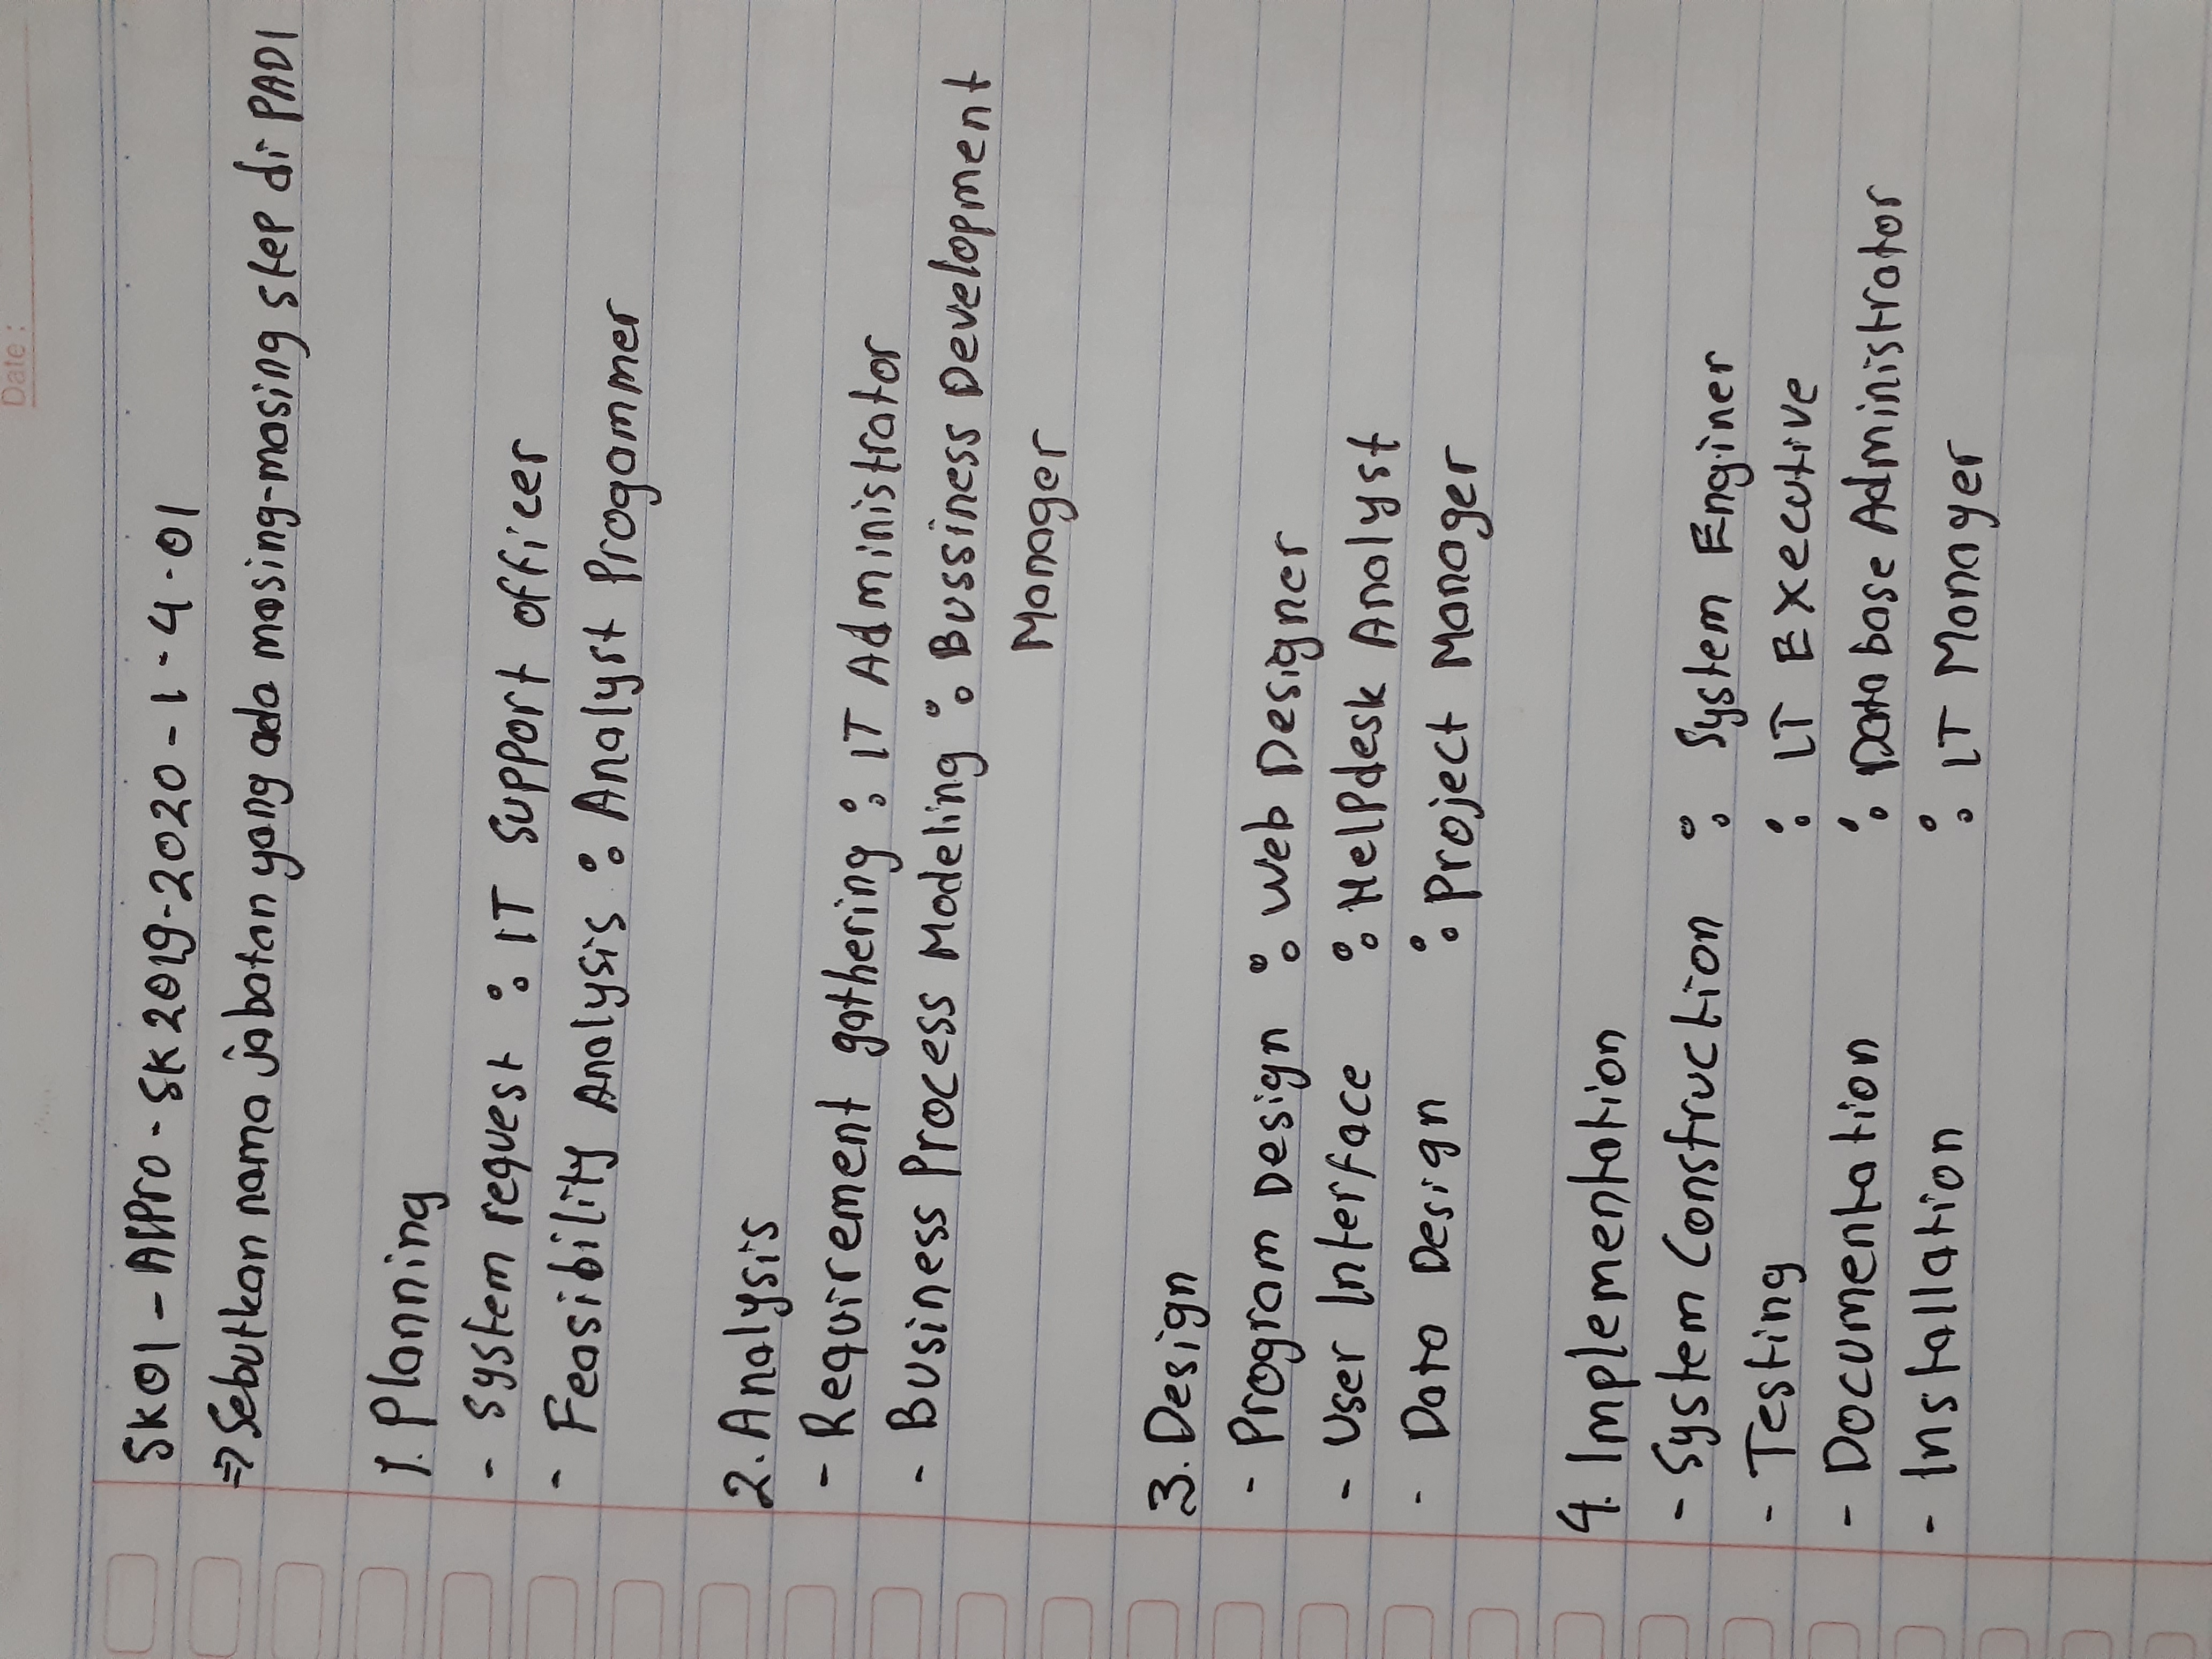 Date:
SK01 - APPro - SK 2019-2020 - 1 - 4 - 01
⇒ Sebutkan nama jabatan yang ada masing-masing step di PADI
1. Planning
- System request : IT Support officer
- Feasibility Analysis : Analyst Progammer
2. Analysis
- Requirement gathering : IT Administrator
- Business Process Modeling : Bussiness Development
Manager
3. Design
- Program Design : Web Designer
- User Interface : Helpdesk Analyst
- Data Design : Project Manager
4. Implementation
- System Construction : System Enginer
- Testing : IT Executive
- Documentation : Data base Administrator
- Installation : IT Manager